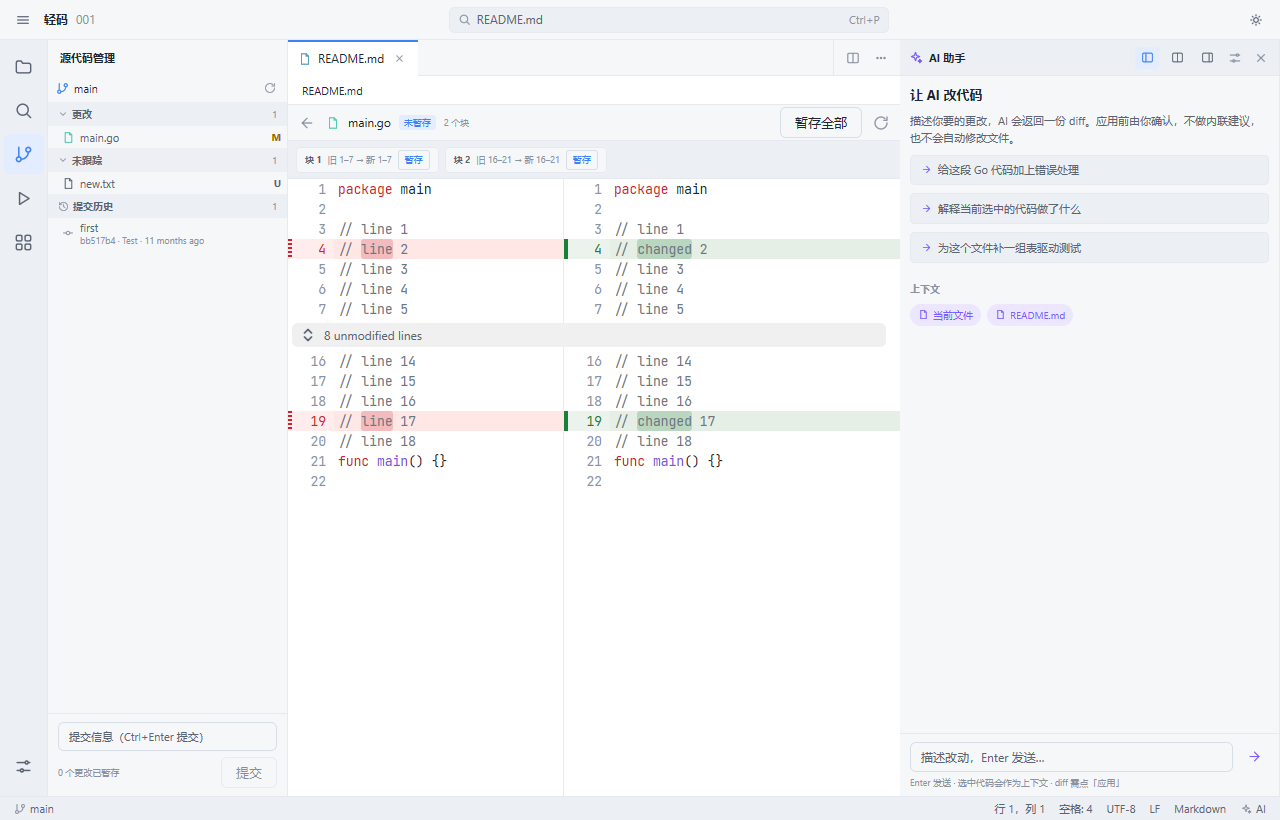 轻码 001
README.md Ctrl+P
源代码管理
main
更改 1
main.go M
未跟踪 1
new.txt U
提交历史 1
first
bb517b4 · Test · 11 months ago
提交信息（Ctrl+Enter 提交）
0 个更改已暂存 提交
README.md
README.md
main.go 未暂存 2 个块 暂存全部
块 1 旧 1–7 → 新 1–7 暂存 块 2 旧 16–21 → 新 16–21 暂存
1 package main 1 package main
2 2
3 // line 1 3 // line 1
4 // line 2 4 // changed 2
5 // line 3 5 // line 3
6 // line 4 6 // line 4
7 // line 5 7 // line 5
8 unmodified lines
16 // line 14 16 // line 14
17 // line 15 17 // line 15
18 // line 16 18 // line 16
19 // line 17 19 // changed 17
20 // line 18 20 // line 18
21 func main() {} 21 func main() {}
22 22
AI 助手
让 AI 改代码
描述你要的更改，AI 会返回一份 diff。应用前由你确认，不做内联建议，
也不会自动修改文件。
给这段 Go 代码加上错误处理
解释当前选中的代码做了什么
为这个文件补一组表驱动测试
上下文
当前文件 README.md
描述改动，Enter 发送...
Enter 发送 · 选中代码会作为上下文 · diff 需点「应用」
main 行 1，列 1 空格: 4 UTF-8 LF Markdown AI